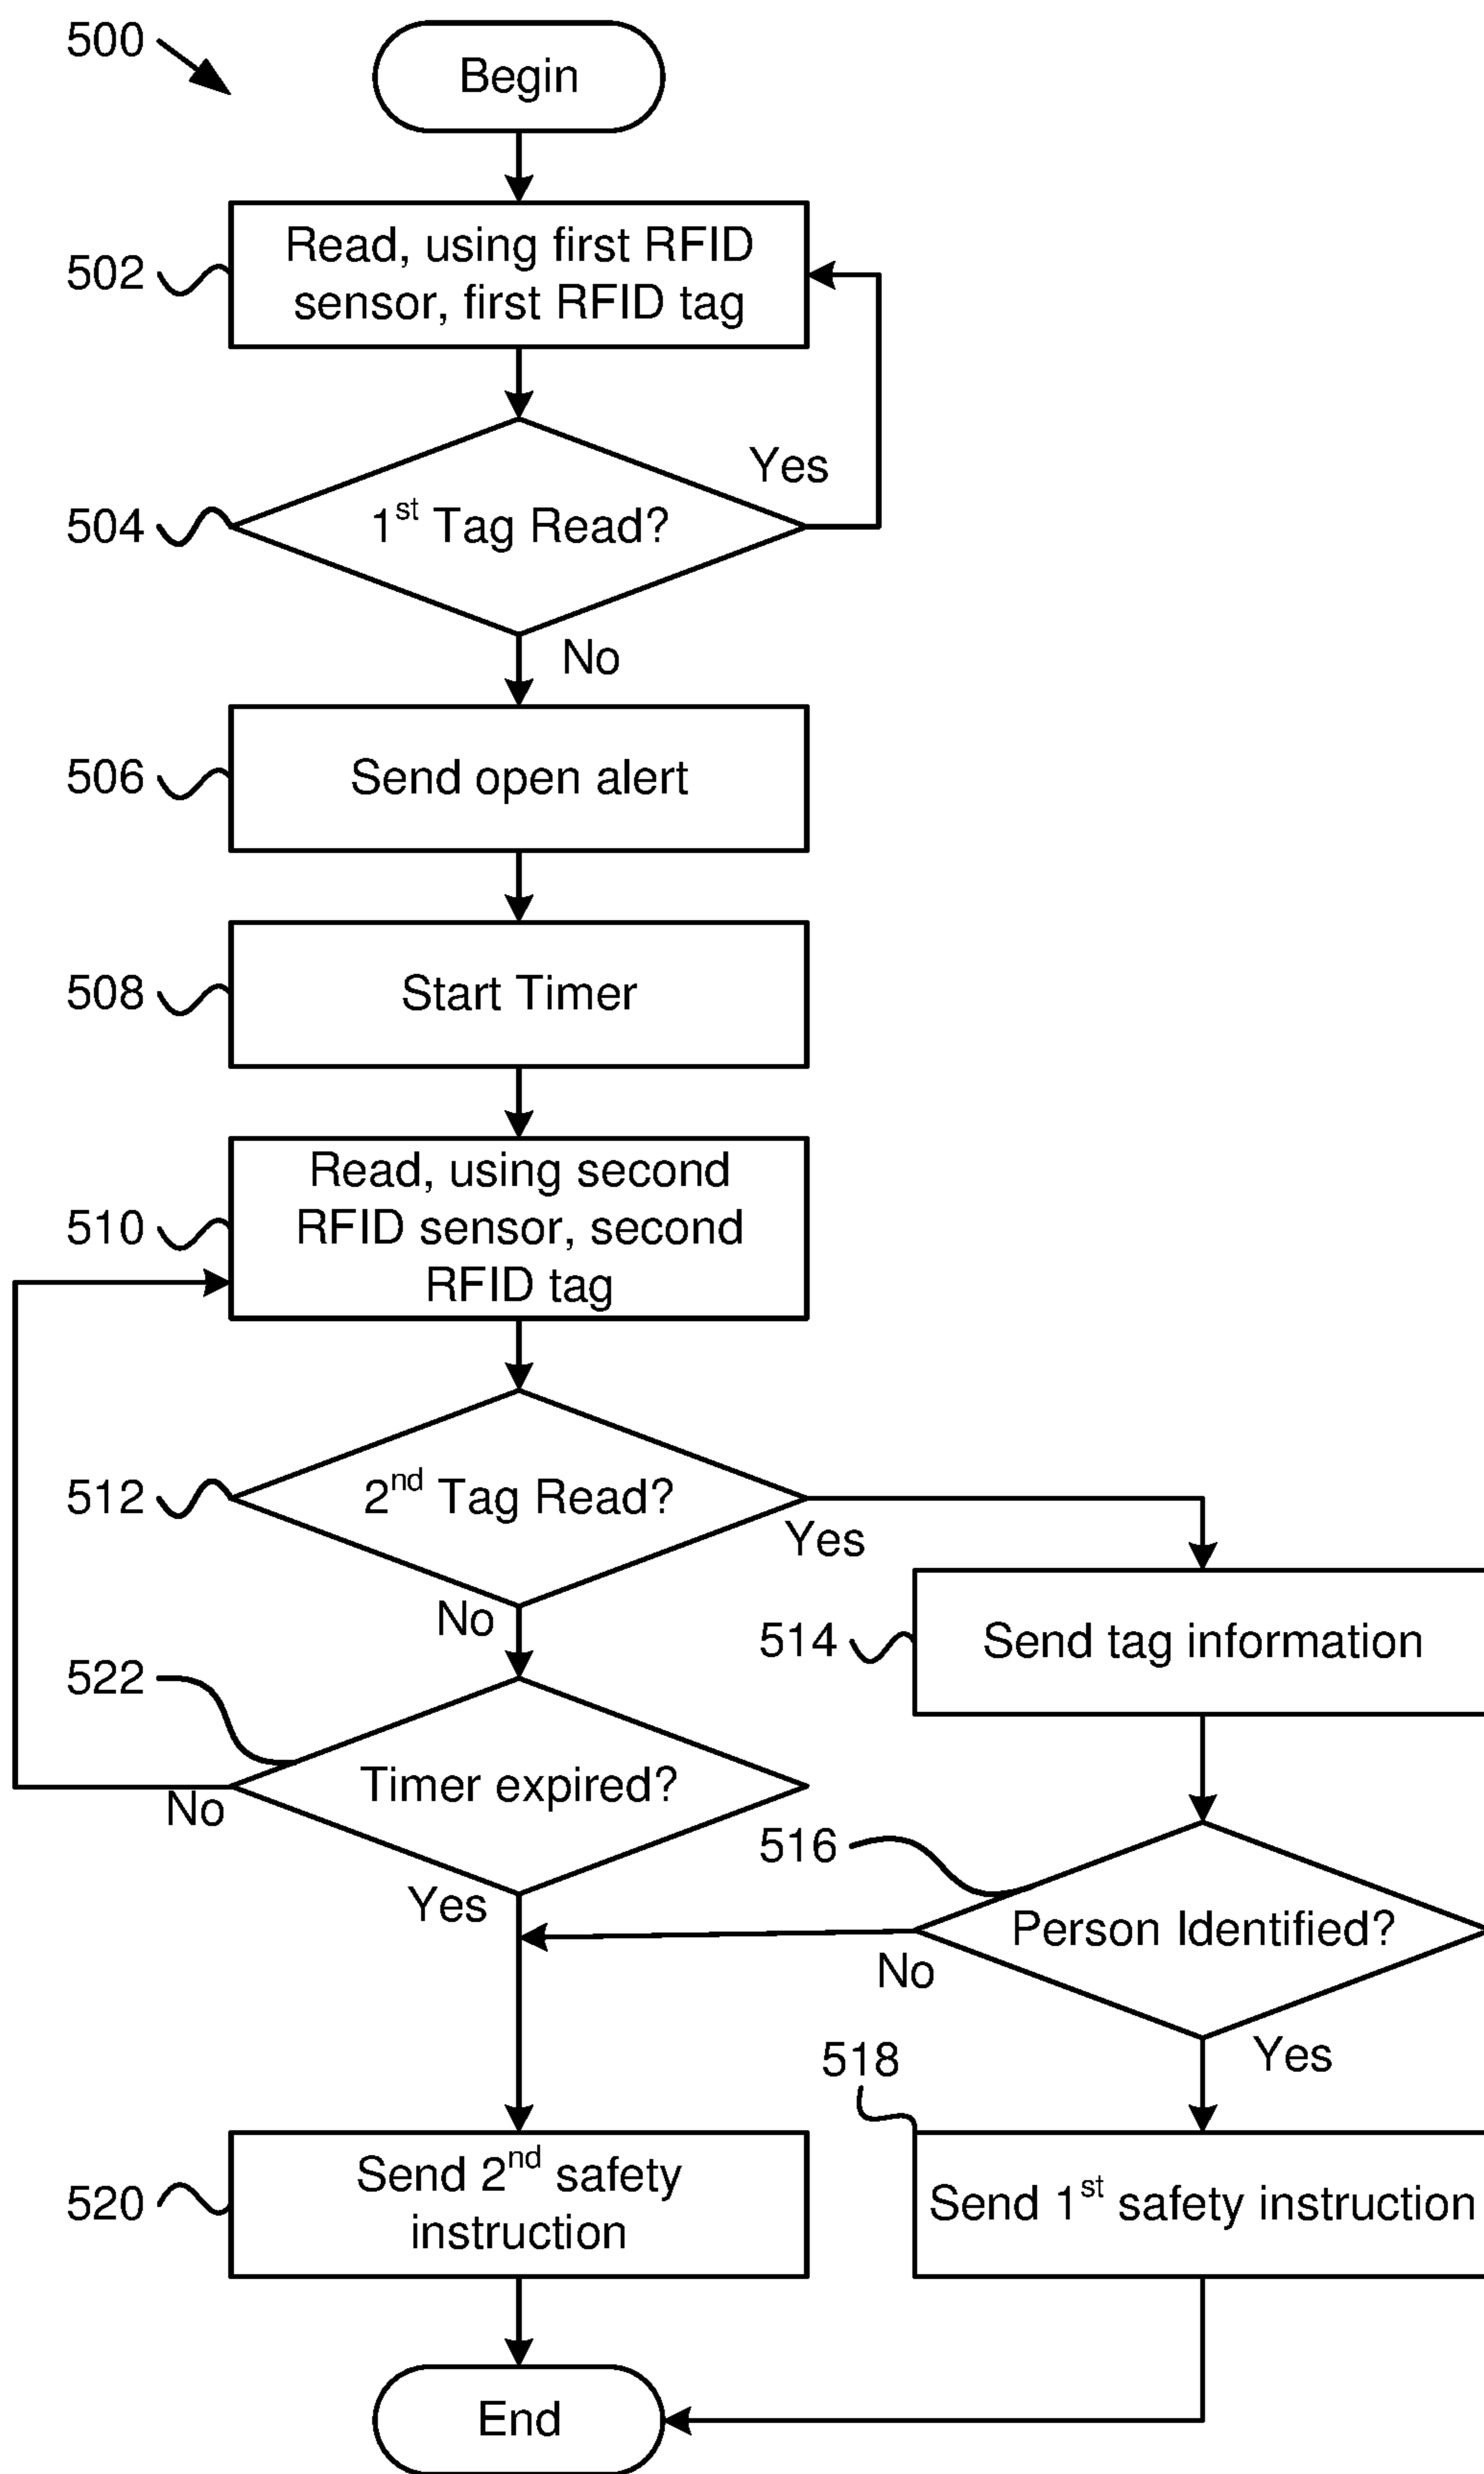 500
Begin
502
Read, using first RFID
sensor, first RFID tag
Yes
504
1st Tag Read?
No
506
Send open alert
508
Start Timer
510
Read, using second
RFID sensor, second
RFID tag
512
2nd Tag Read?
Yes
No
514
Send tag information
522
Timer expired?
No
516
Yes
Person Identified?
No
518
Yes
520
Send 2nd safety
instruction
Send 1st safety instruction
End